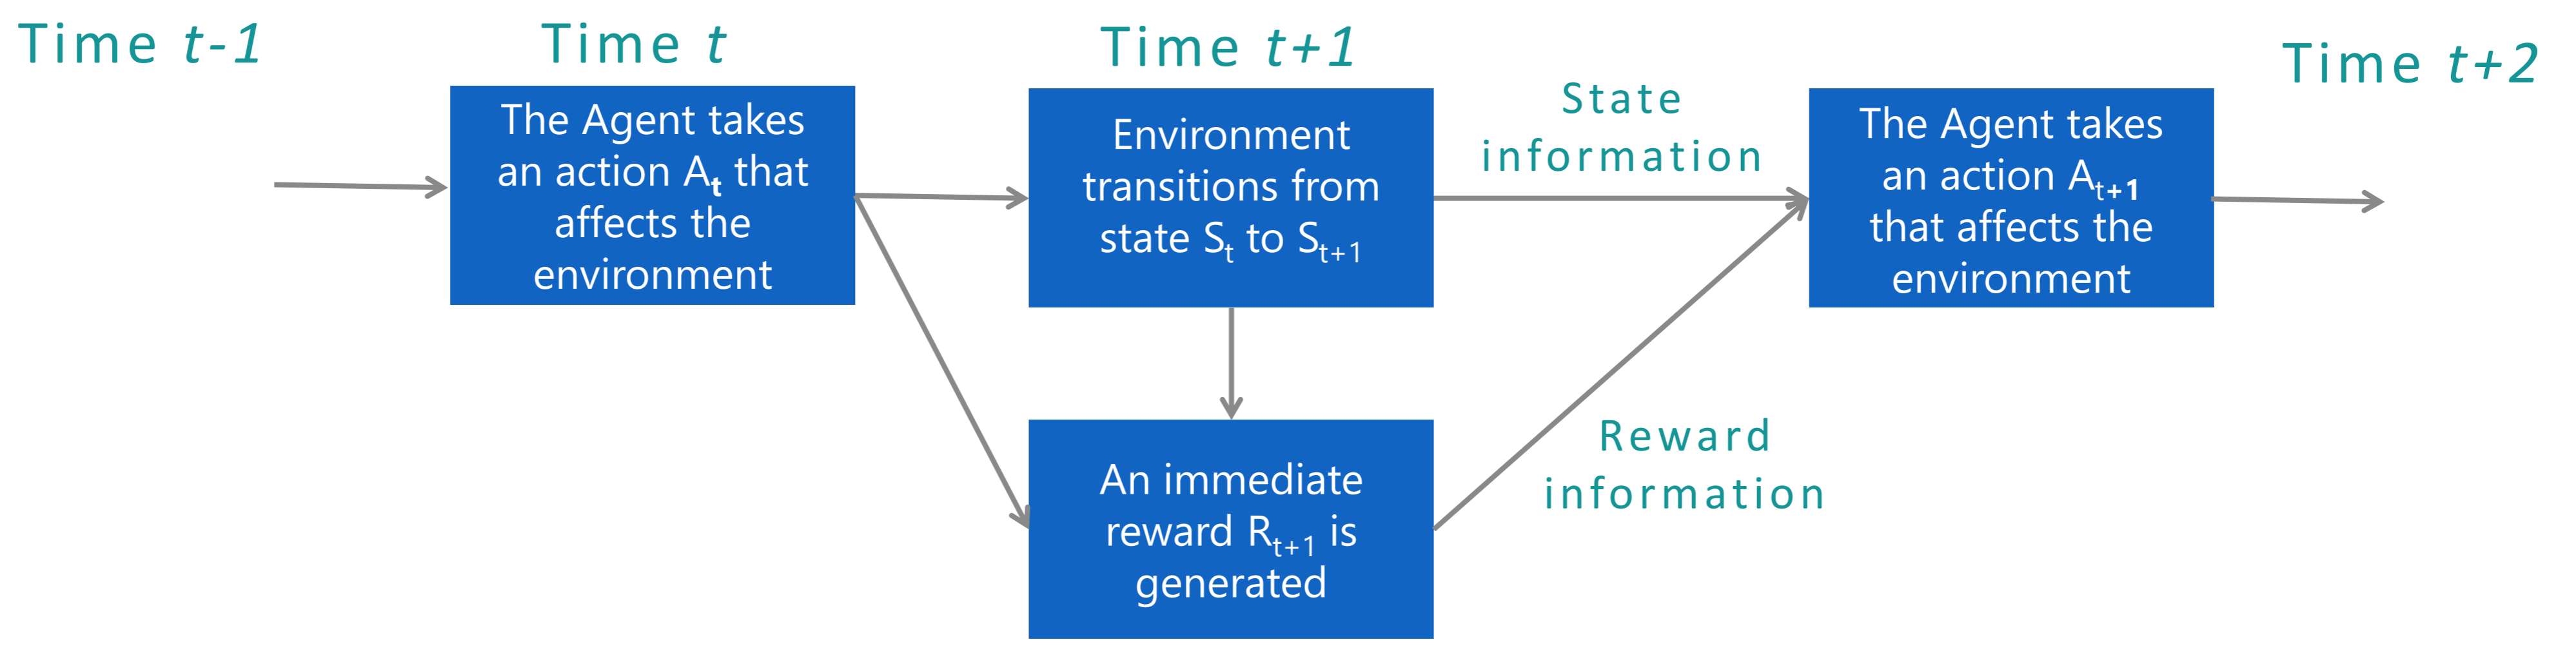 Time t-1
Time t
Time t+1
Time t+2
The Agent takes
an action Aₜ that
affects the
environment
Environment
transitions from
state Sₜ to Sₜ₊₁
State
information
The Agent takes
an action Aₜ₊₁
that affects the
environment
An immediate
reward Rₜ₊₁ is
generated
Reward
information